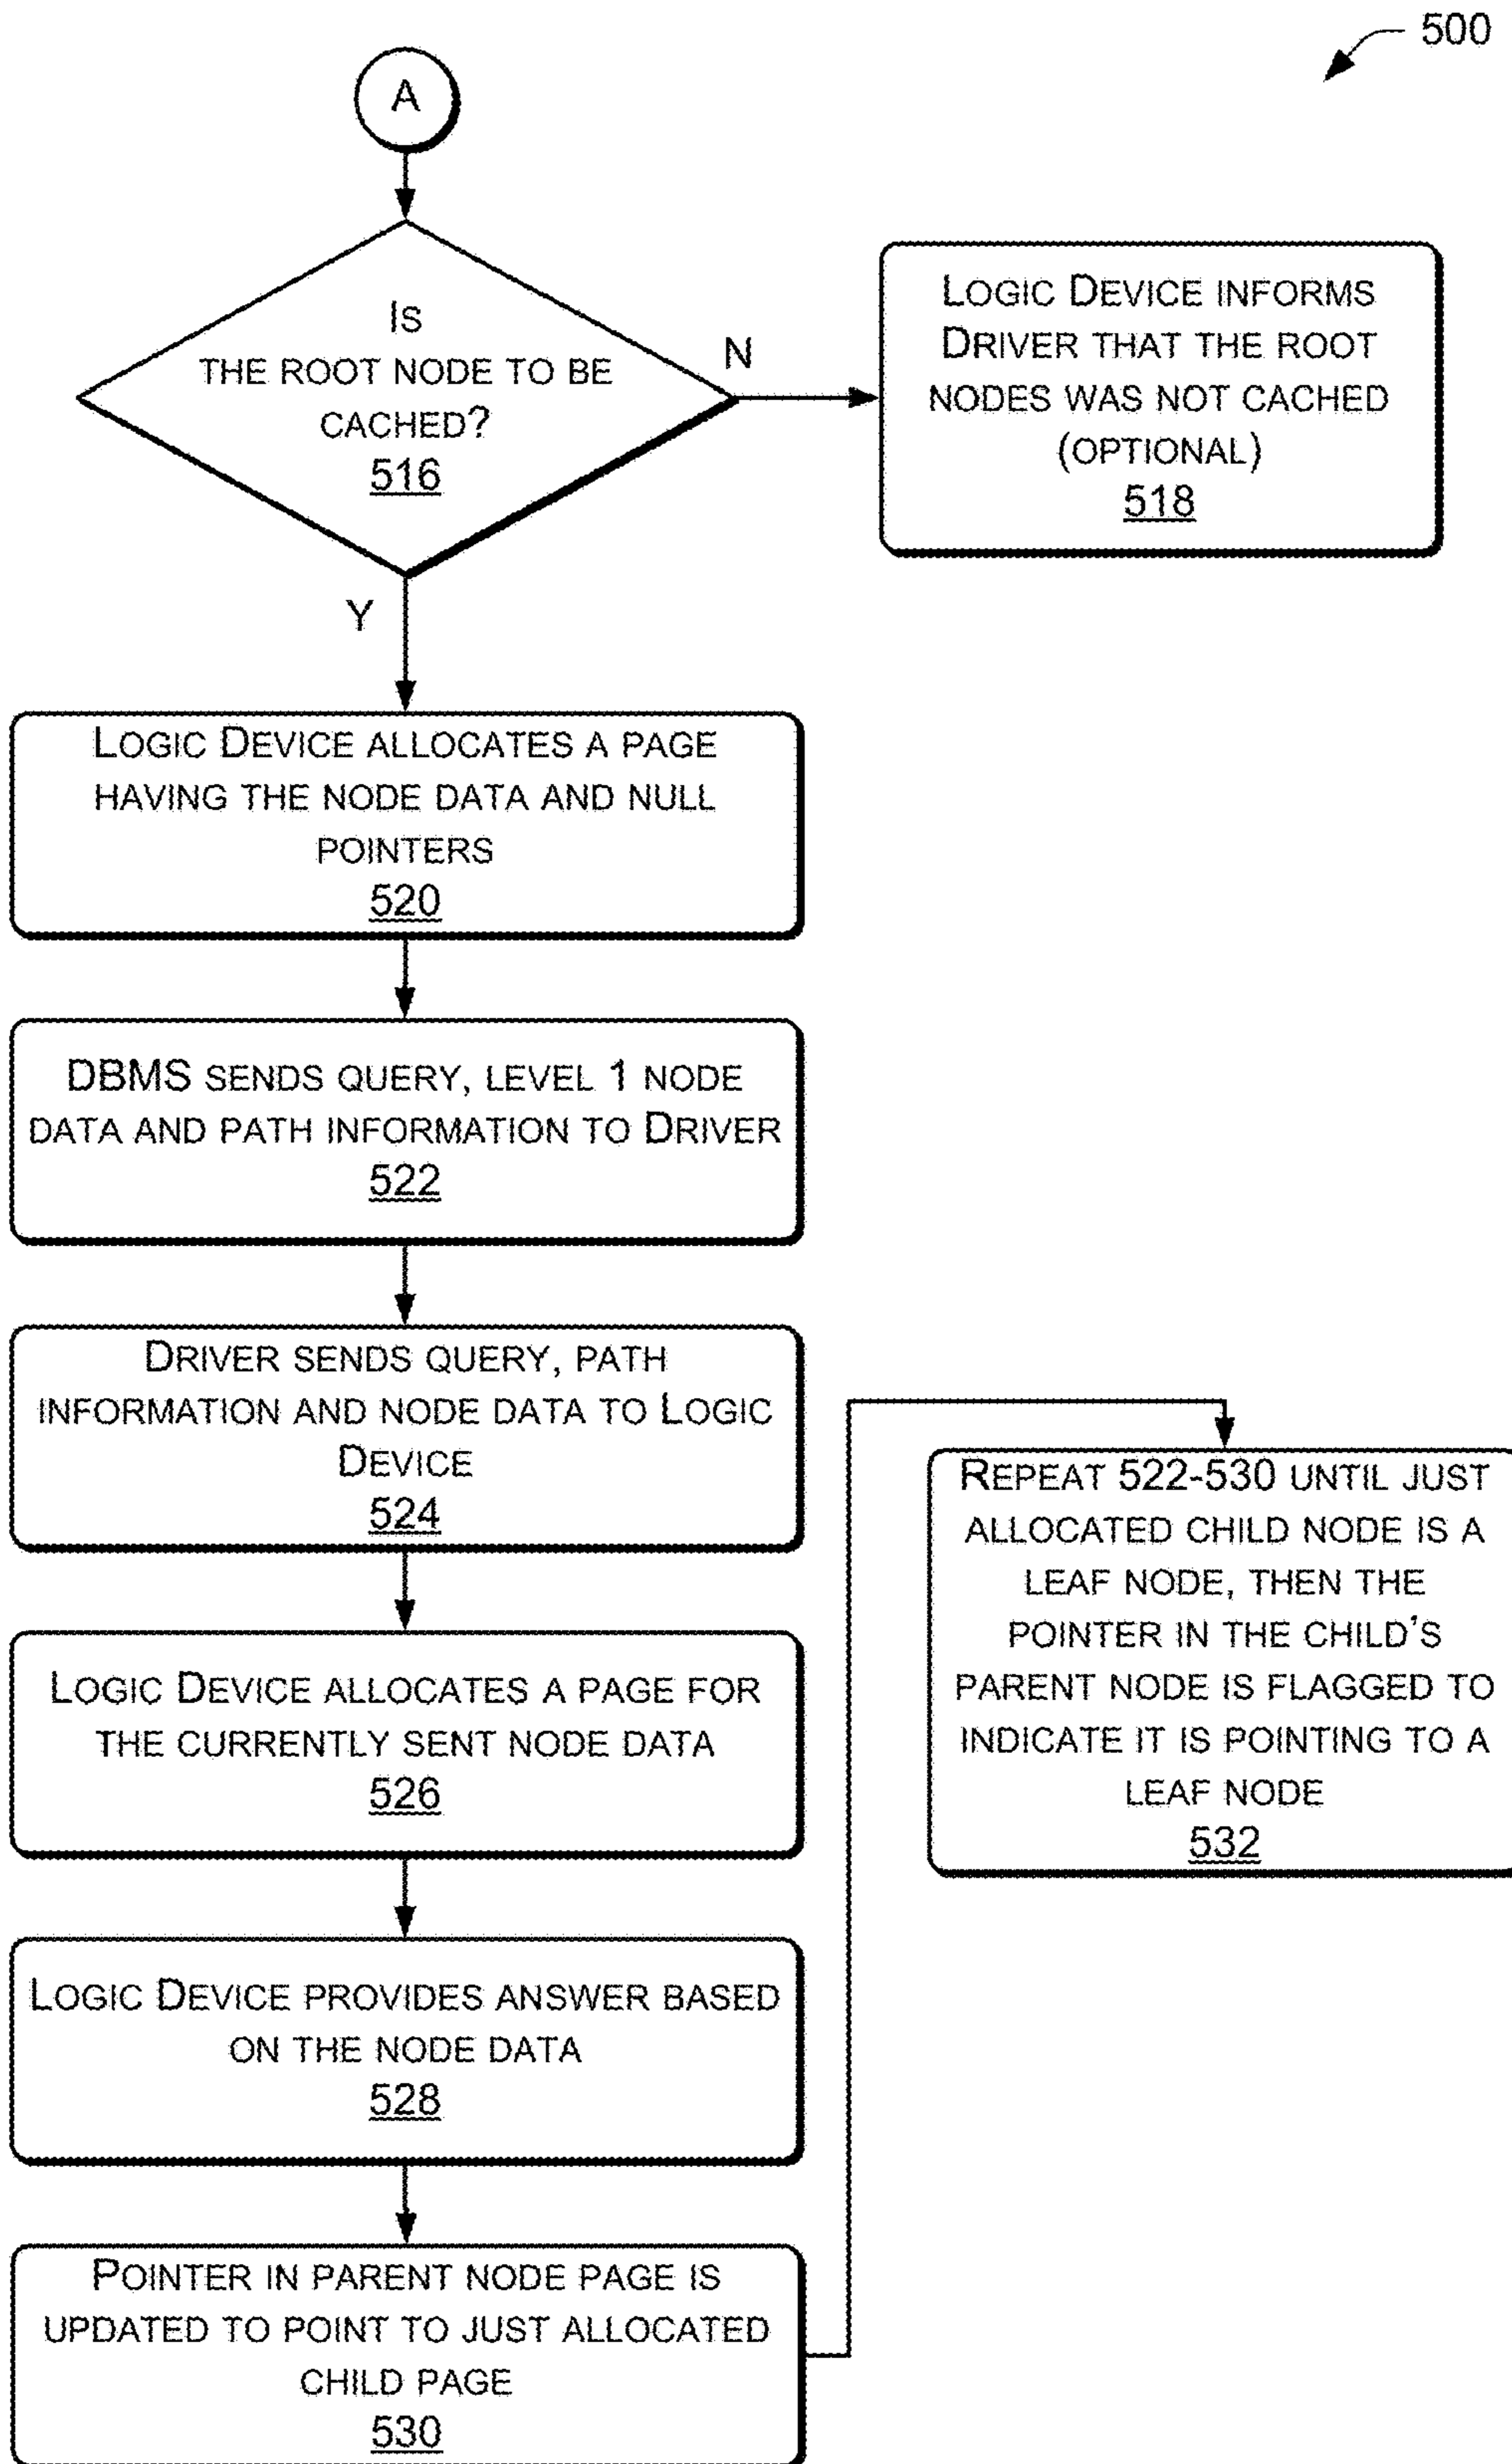 500
A
IS
THE ROOT NODE TO BE
CACHED?
516
N
LOGIC DEVICE INFORMS
DRIVER THAT THE ROOT
NODES WAS NOT CACHED
(OPTIONAL)
518
Y
LOGIC DEVICE ALLOCATES A PAGE
HAVING THE NODE DATA AND NULL
POINTERS
520
DBMS SENDS QUERY, LEVEL 1 NODE
DATA AND PATH INFORMATION TO DRIVER
522
DRIVER SENDS QUERY, PATH
INFORMATION AND NODE DATA TO LOGIC
DEVICE
524
LOGIC DEVICE ALLOCATES A PAGE FOR
THE CURRENTLY SENT NODE DATA
526
LOGIC DEVICE PROVIDES ANSWER BASED
ON THE NODE DATA
528
POINTER IN PARENT NODE PAGE IS
UPDATED TO POINT TO JUST ALLOCATED
CHILD PAGE
530
REPEAT 522-530 UNTIL JUST
ALLOCATED CHILD NODE IS A
LEAF NODE, THEN THE
POINTER IN THE CHILD'S
PARENT NODE IS FLAGGED TO
INDICATE IT IS POINTING TO A
LEAF NODE
532